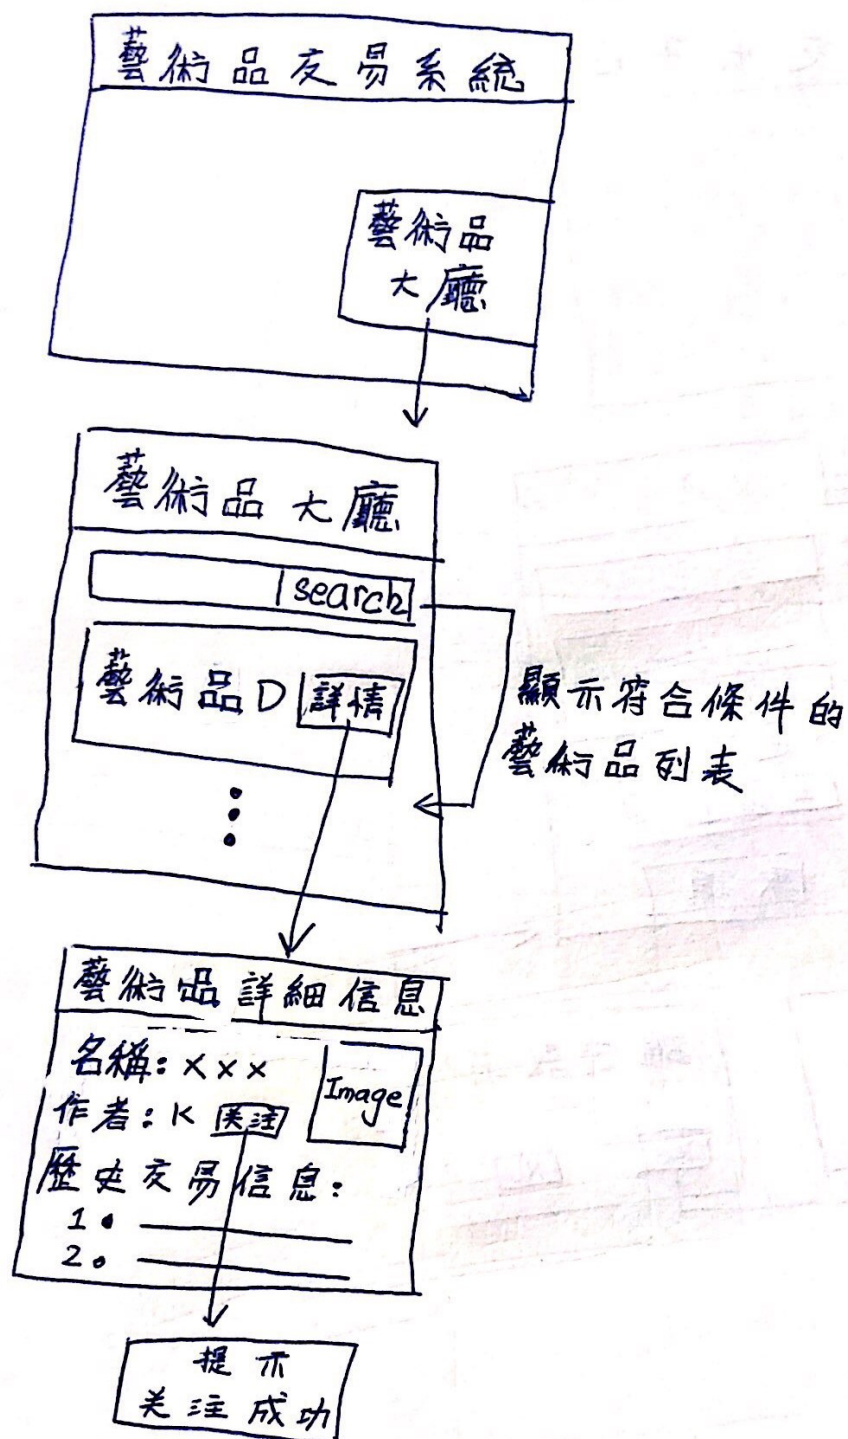 藝術品交易系統
藝術品
大廳
藝術品大廳
search
藝術品D 詳情
顯示符合條件的
藝術品列表
藝術品詳細信息
名稱:×××
Image
作者:K 关注
歷史交易信息:
1.
2.
提示
关注成功